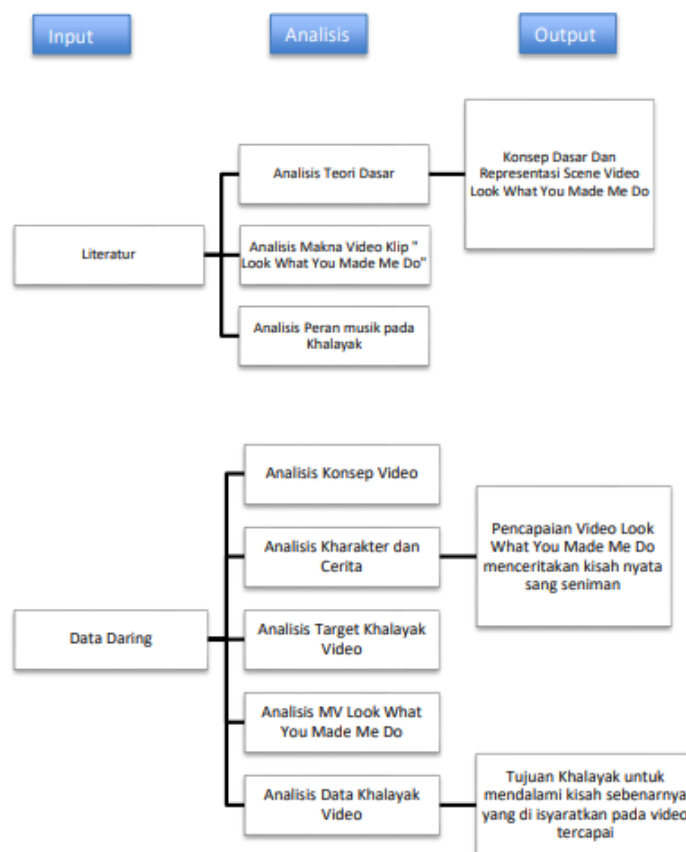 Input
Analisis
Output
Analisis Teori Dasar
Konsep Dasar Dan
Representasi Scene Video
Look What You Made Me Do
Literatur
Analisis Makna Video Klip "
Look What You Made Me Do"
Analisis Peran musik pada
Khalayak
Analisis Konsep Video
Analisis Kharakter dan
Cerita
Pencapaian Video Look
What You Made Me Do
menceritakan kisah nyata
sang seniman
Data Daring
Analisis Target Khalayak
Video
Analisis MV Look What
You Made Me Do
Analisis Data Khalayak
Video
Tujuan Khalayak untuk
mendalami kisah sebenarnya
yang di isyaratkan pada video
tercapai